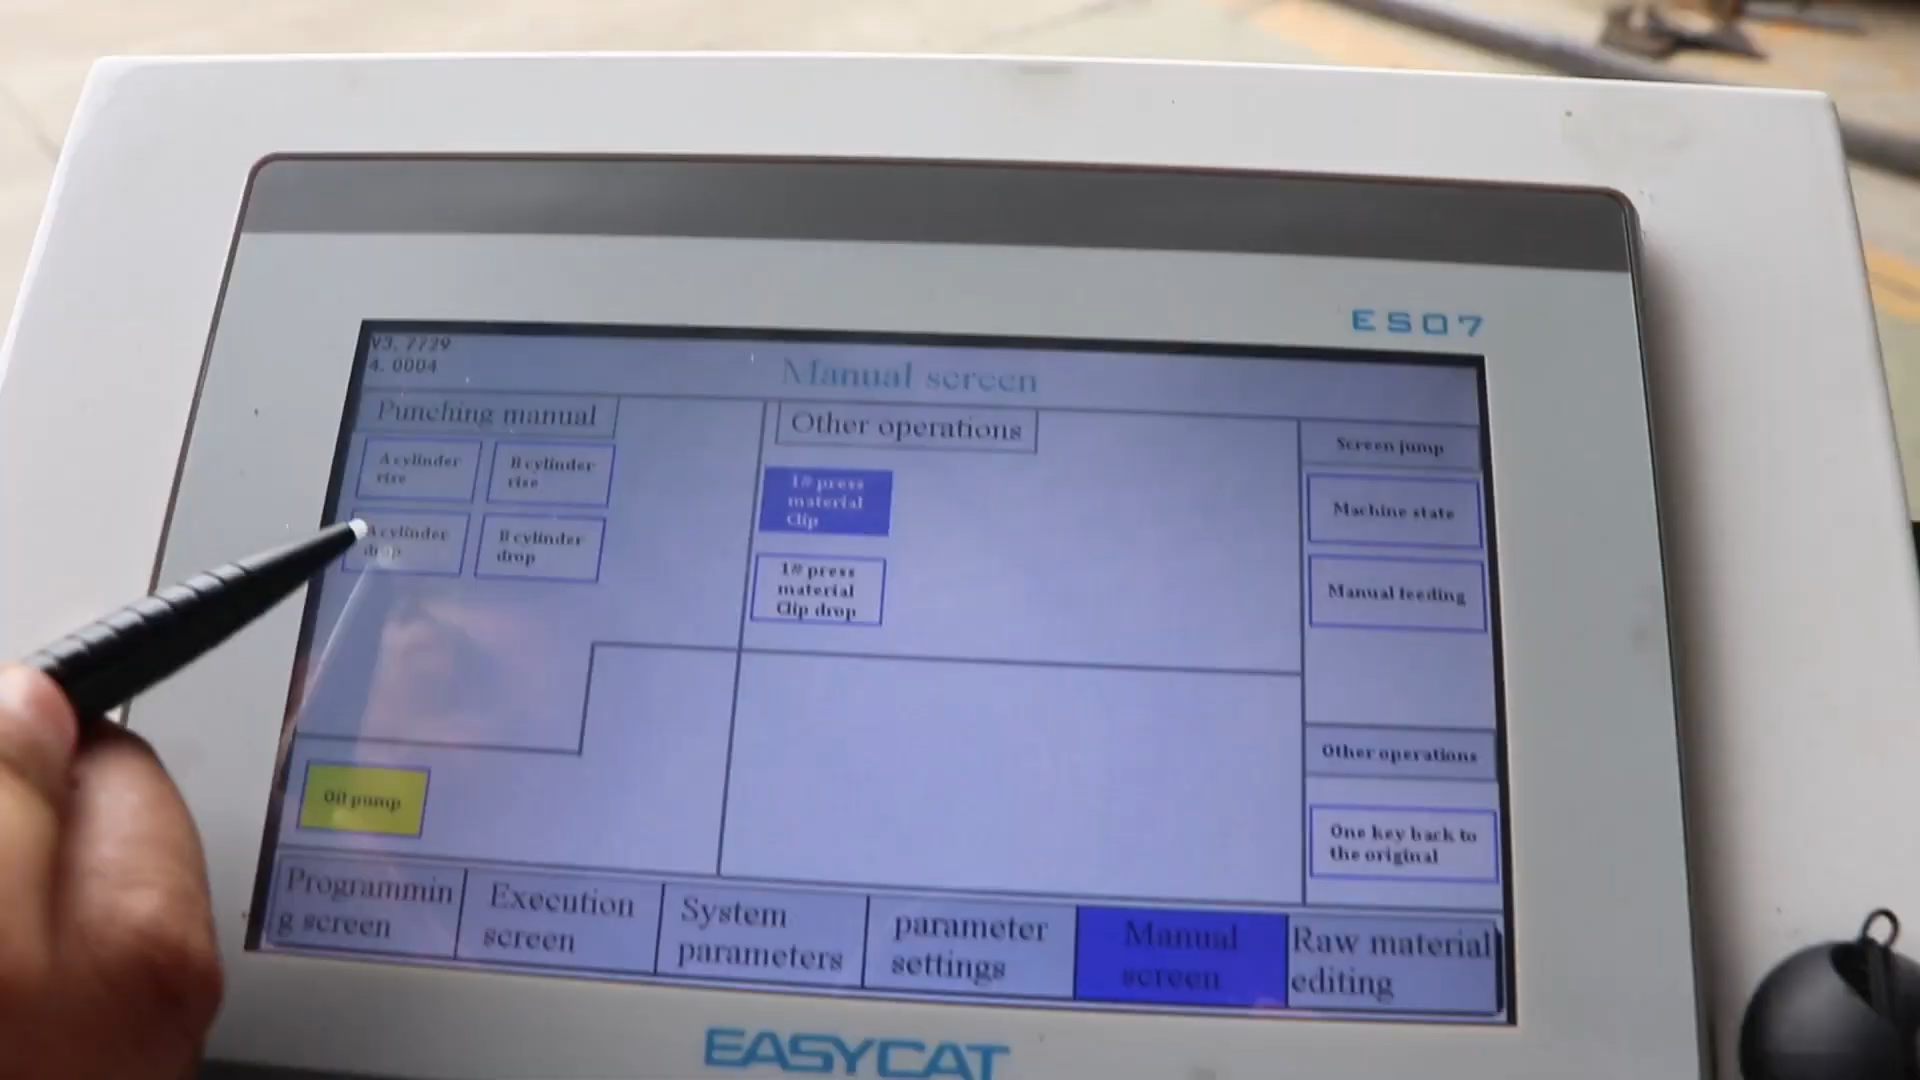 ES07
V3. 7729
4. 0004
Manual screen
Punching manual
A cylinder
rise
B cylinder
rise
A cylinder
drop
B cylinder
drop
Oil pump
Other operations
1# press
material
Clip
1# press
material
Clip drop
Screen jump
Machine state
Manual feeding
Other operations
One key back to
the original
Programmin
g screen
Execution
screen
System
parameters
parameter
settings
Manual
screen
Raw material
editing
EASYCAT